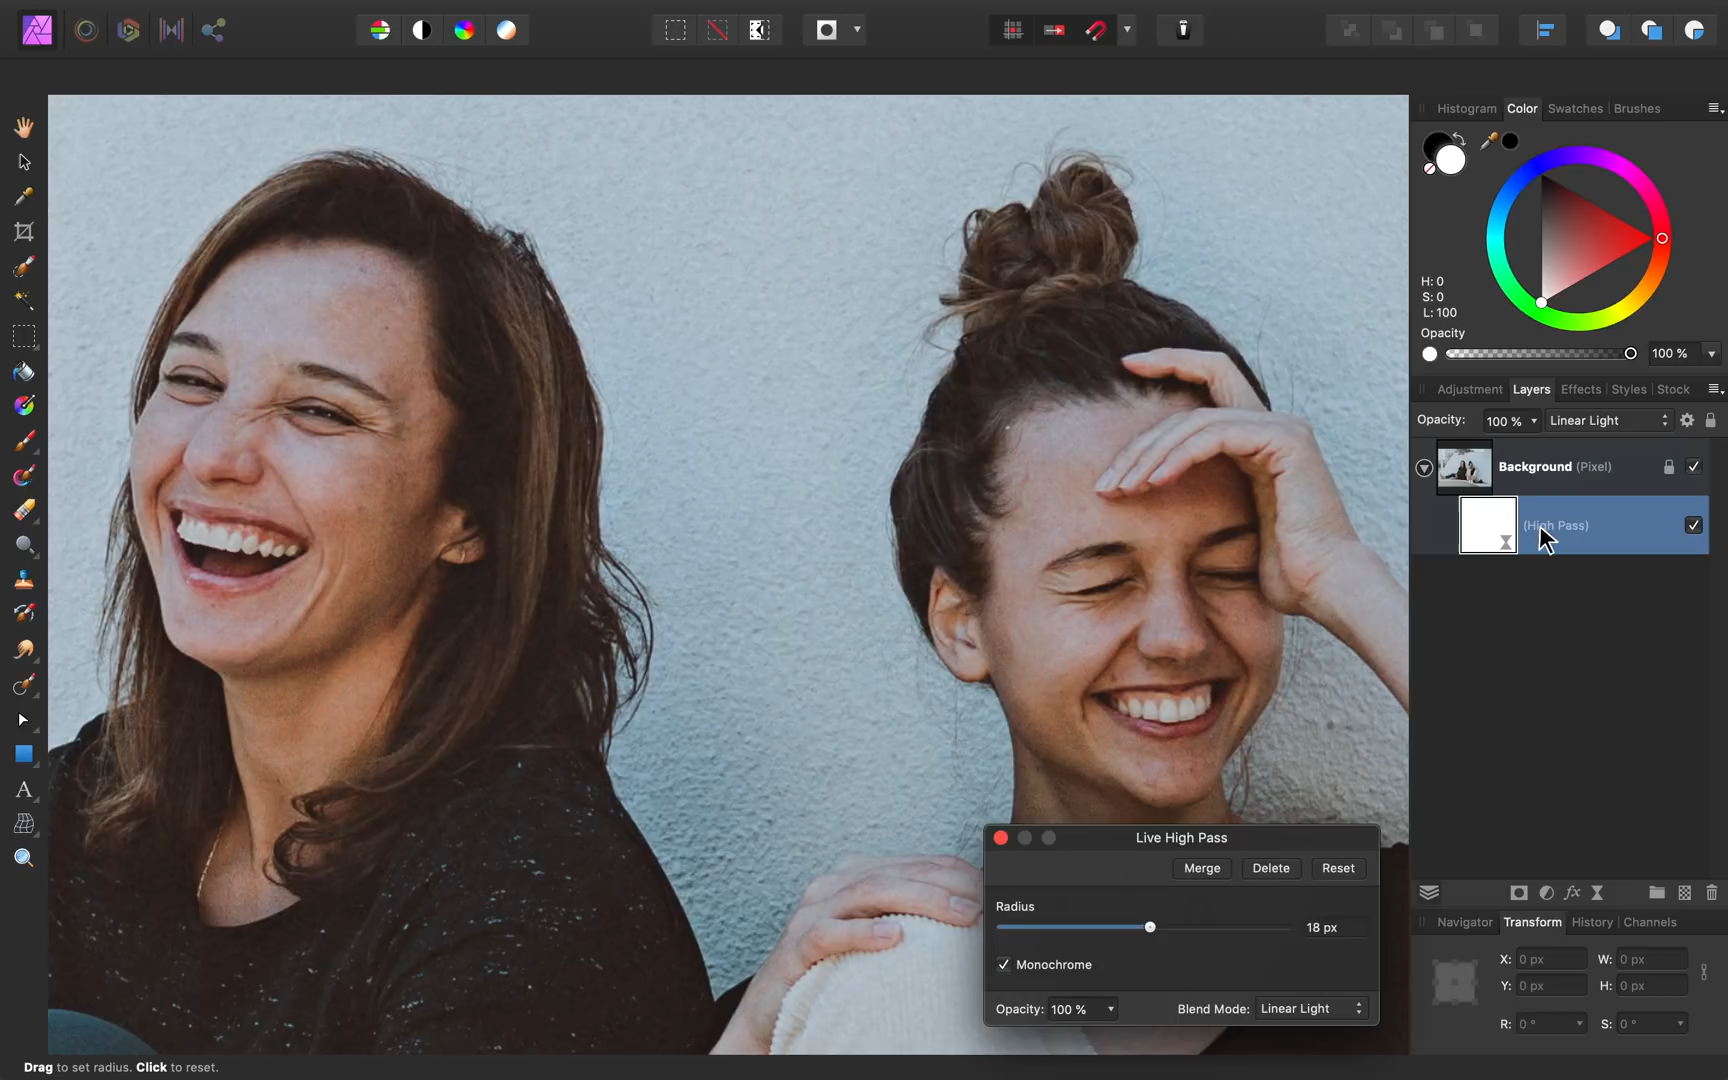 Histogram
Color
Swatches
Brushes
H: 0
S: 0
L: 100
Opacity
100 %
Adjustment
Layers
Effects
Styles
Stock
Opacity:
100 %
Linear Light
Background (Pixel)
(High Pass)
Live High Pass
Merge
Delete
Reset
Radius
18 px
Monochrome
Opacity: 100 %
Blend Mode: Linear Light
Navigator
Transform
History
Channels
X: 0 px
W: 0 px
Y: 0 px
H: 0 px
R: 0 °
S: 0 °
Drag to set radius. Click to reset.